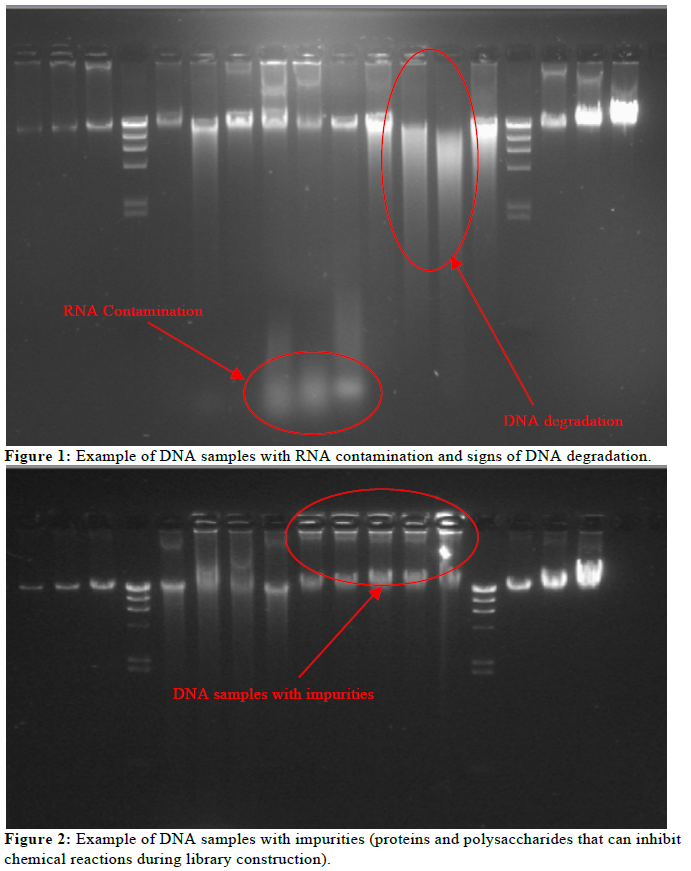 RNA Contamination
DNA degradation
Figure 1: Example of DNA samples with RNA contamination and signs of DNA degradation.
DNA samples with impurities
Figure 2: Example of DNA samples with impurities (proteins and polysaccharides that can inhibit
chemical reactions during library construction).